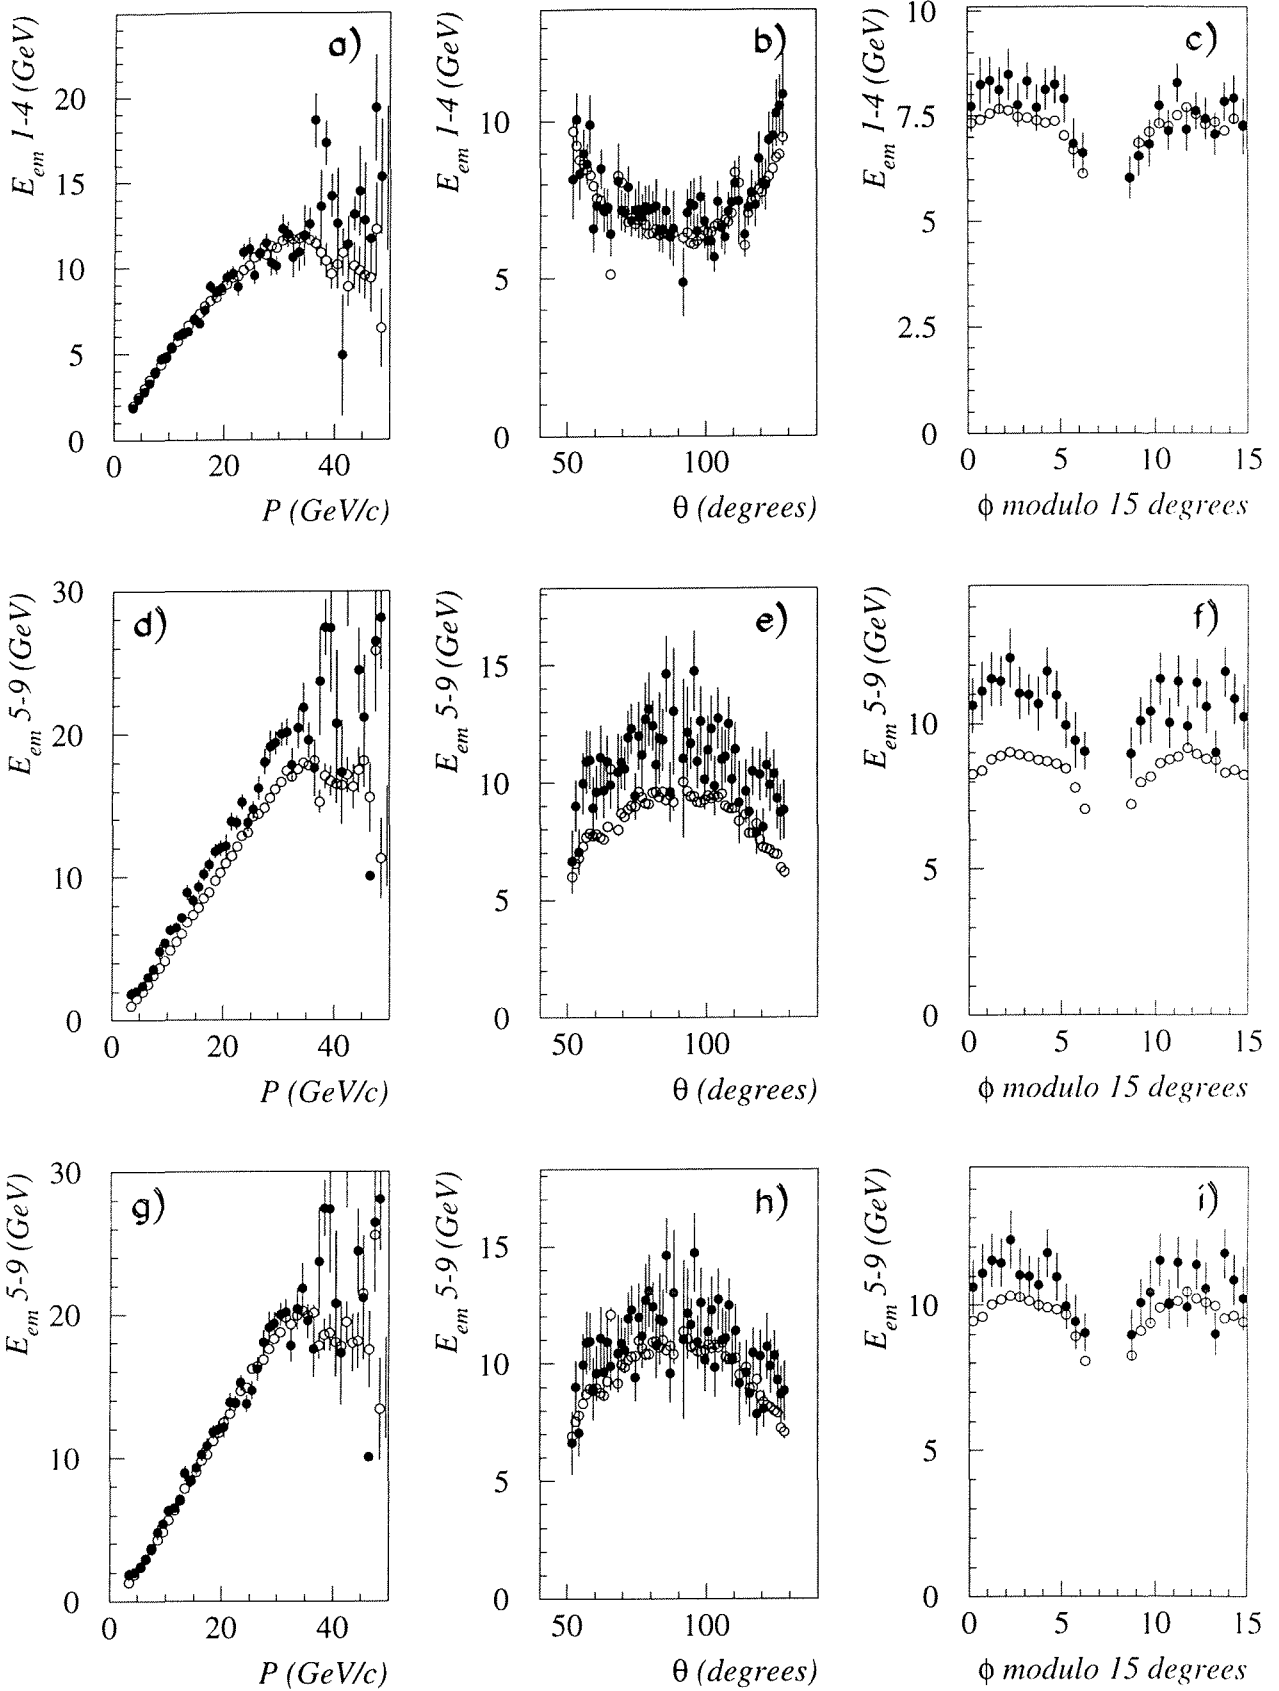 a)
E_em 1-4 (GeV)
20
15
10
5
0
0 20 40
P (GeV/c)
b)
E_em 1-4 (GeV)
10
5
0
50 100
θ (degrees)
c)
E_em 1-4 (GeV)
10
7.5
5
2.5
0
0 5 10 15
ϕ modulo 15 degrees
d)
E_em 5-9 (GeV)
30
20
10
0
0 20 40
P (GeV/c)
e)
E_em 5-9 (GeV)
15
10
5
0
50 100
θ (degrees)
f)
E_em 5-9 (GeV)
10
5
0
0 5 10 15
ϕ modulo 15 degrees
g)
E_em 5-9 (GeV)
30
20
10
0
0 20 40
P (GeV/c)
h)
E_em 5-9 (GeV)
15
10
5
0
50 100
θ (degrees)
i)
E_em 5-9 (GeV)
10
5
0
0 5 10 15
ϕ modulo 15 degrees